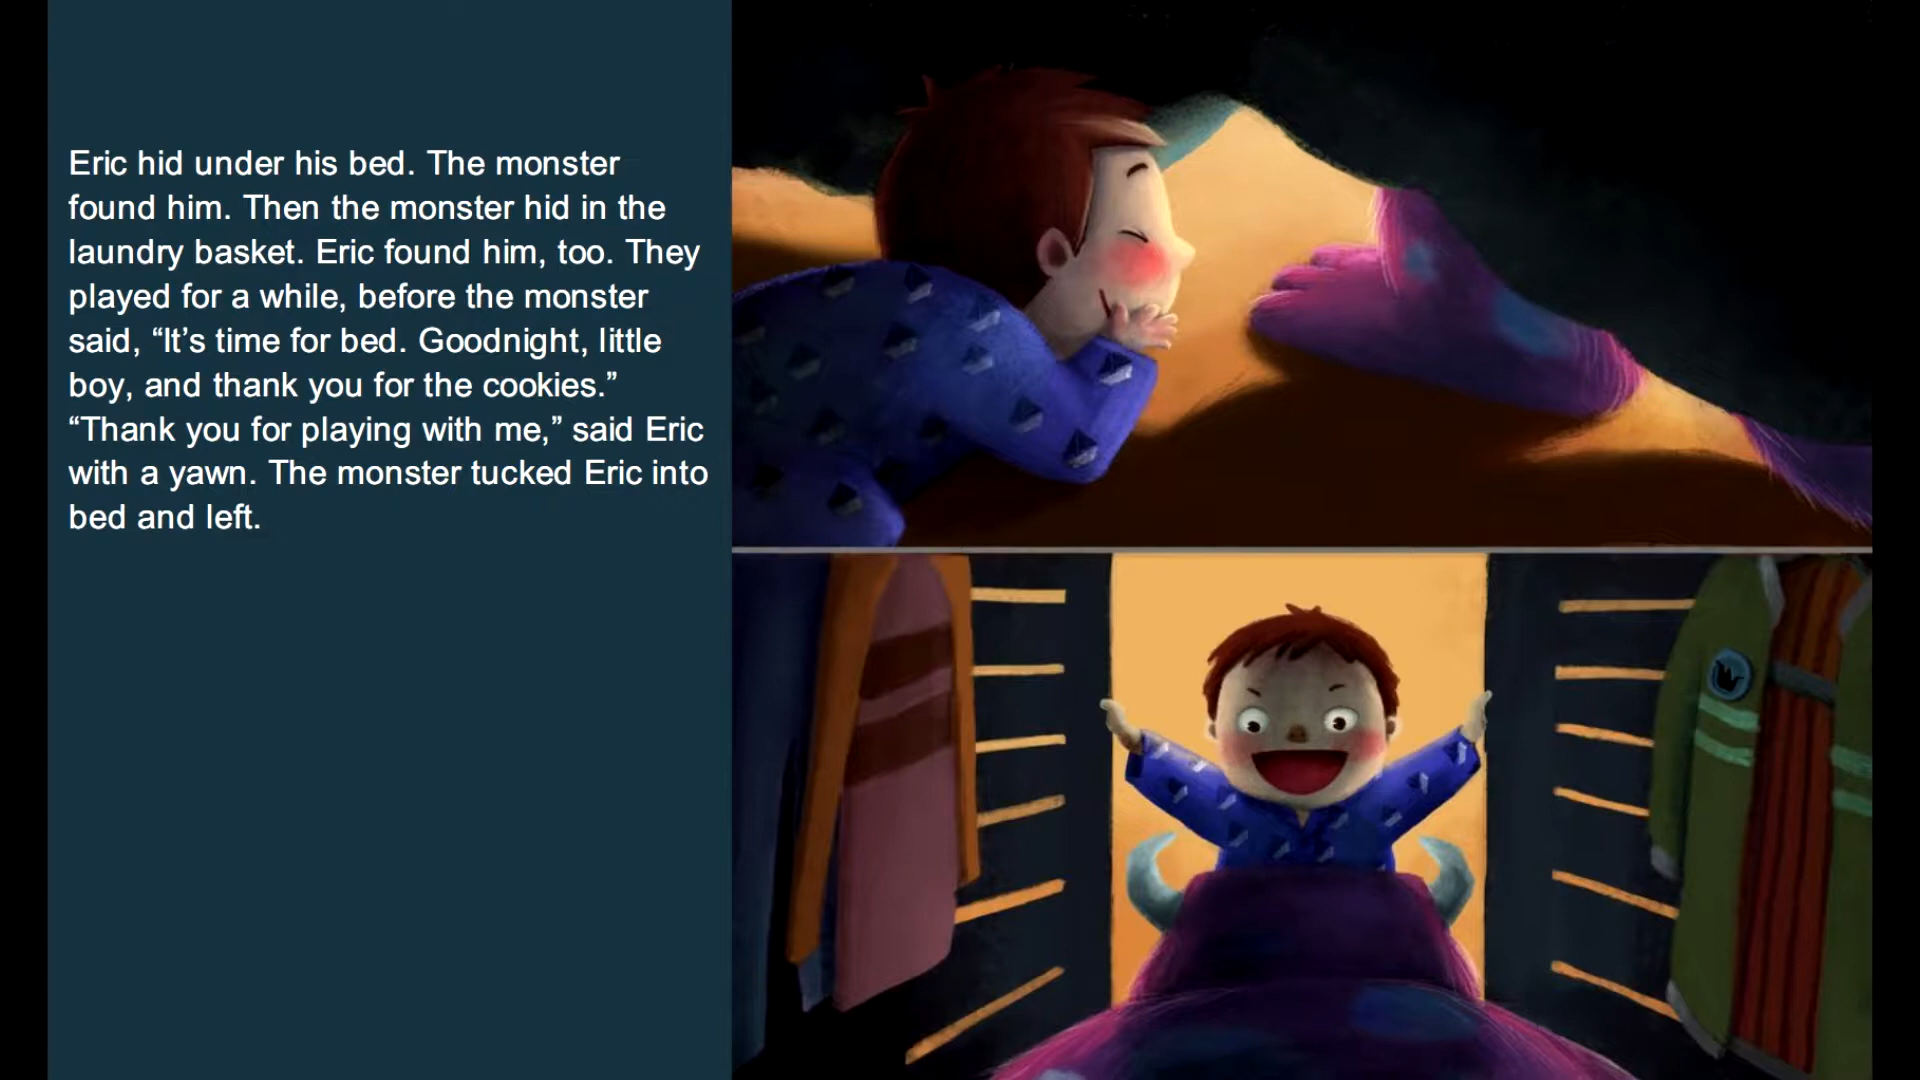 Eric hid under his bed. The monster
found him. Then the monster hid in the
laundry basket. Eric found him, too. They
played for a while, before the monster
said, “It’s time for bed. Goodnight, little
boy, and thank you for the cookies.”
“Thank you for playing with me,” said Eric
with a yawn. The monster tucked Eric into
bed and left.